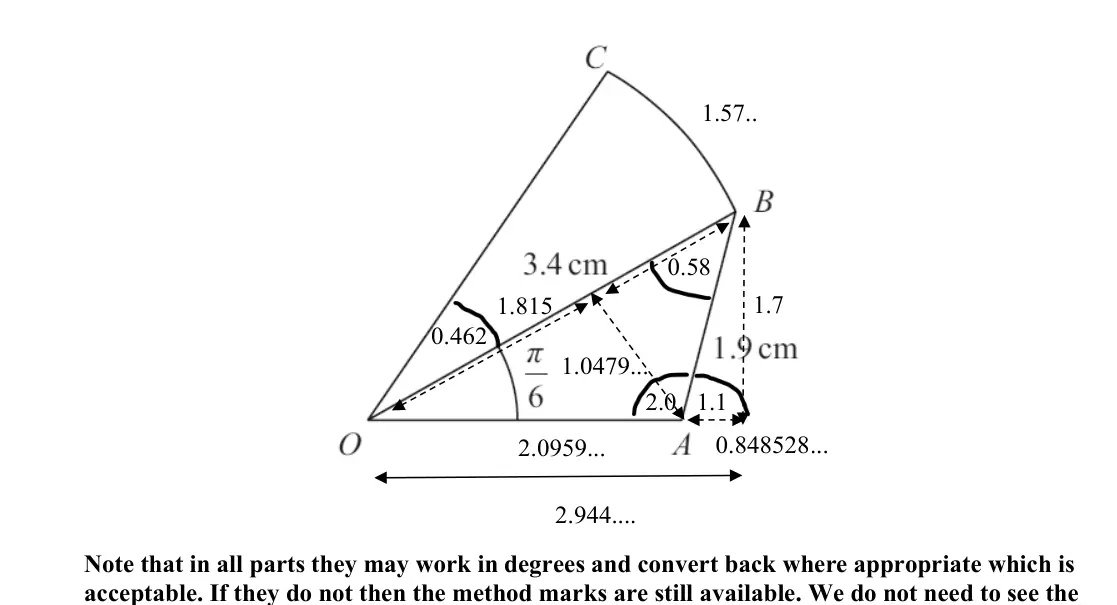 C
1.57..
B
3.4 cm
0.58
1.815
1.7
0.462
π
6
1.0479...
1.9 cm
2.0
1.1
O
2.0959...
A
0.848528...
2.944....
Note that in all parts they may work in degrees and convert back where appropriate which is
acceptable. If they do not then the method marks are still available. We do not need to see the